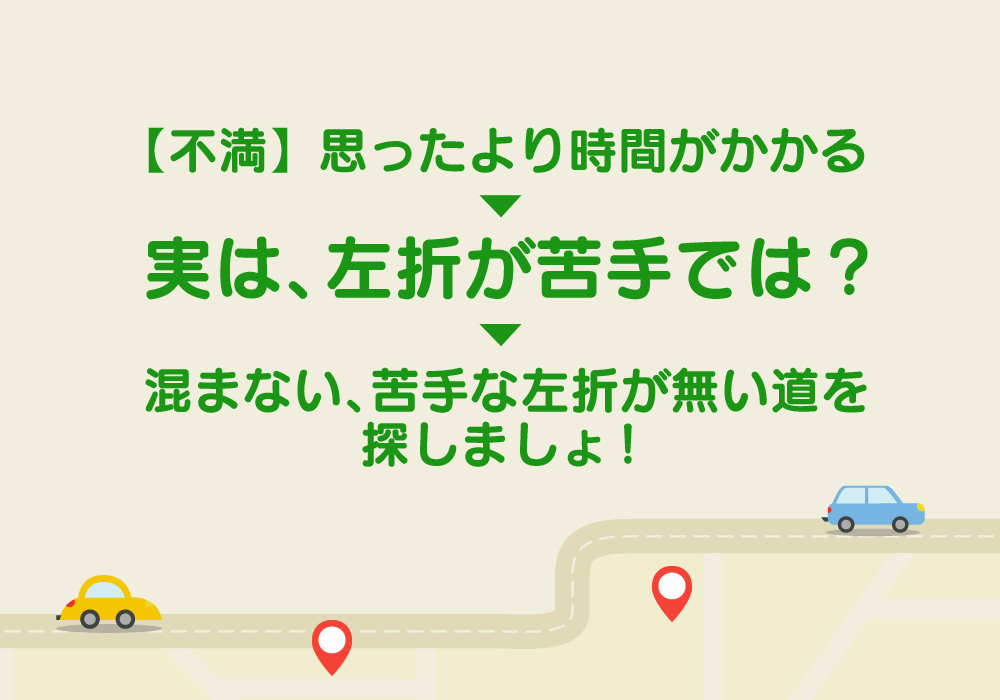 【不満】思ったより時間がかかる
実は、左折が苦手では？
混まない、苦手な左折が無い道を
探しましょ！